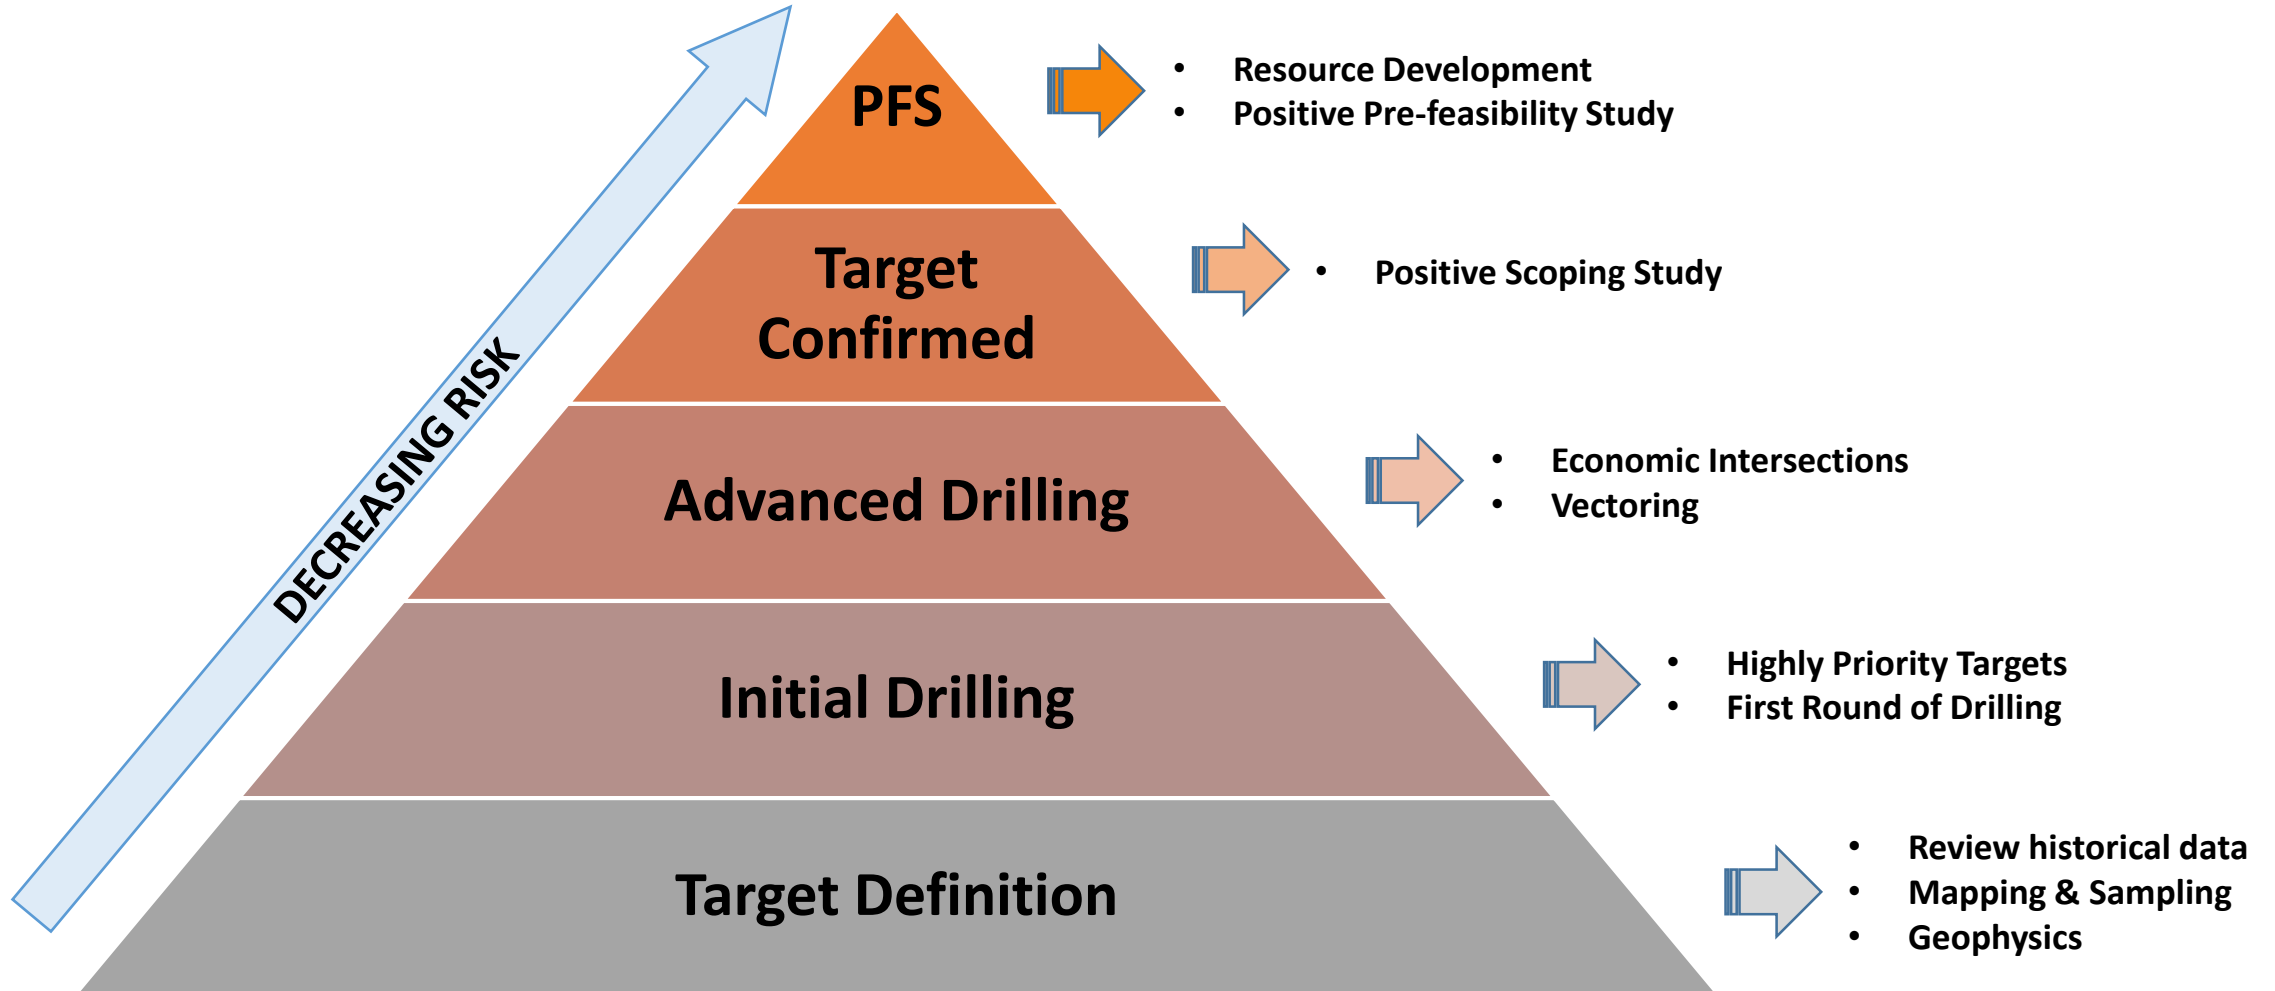 PFS
• Resource Development
• Positive Pre-feasibility Study
Target
Confirmed
• Positive Scoping Study
DECREASING RISK
Advanced Drilling
• Economic Intersections
• Vectoring
Initial Drilling
• Highly Priority Targets
• First Round of Drilling
Target Definition
• Review historical data
• Mapping & Sampling
• Geophysics